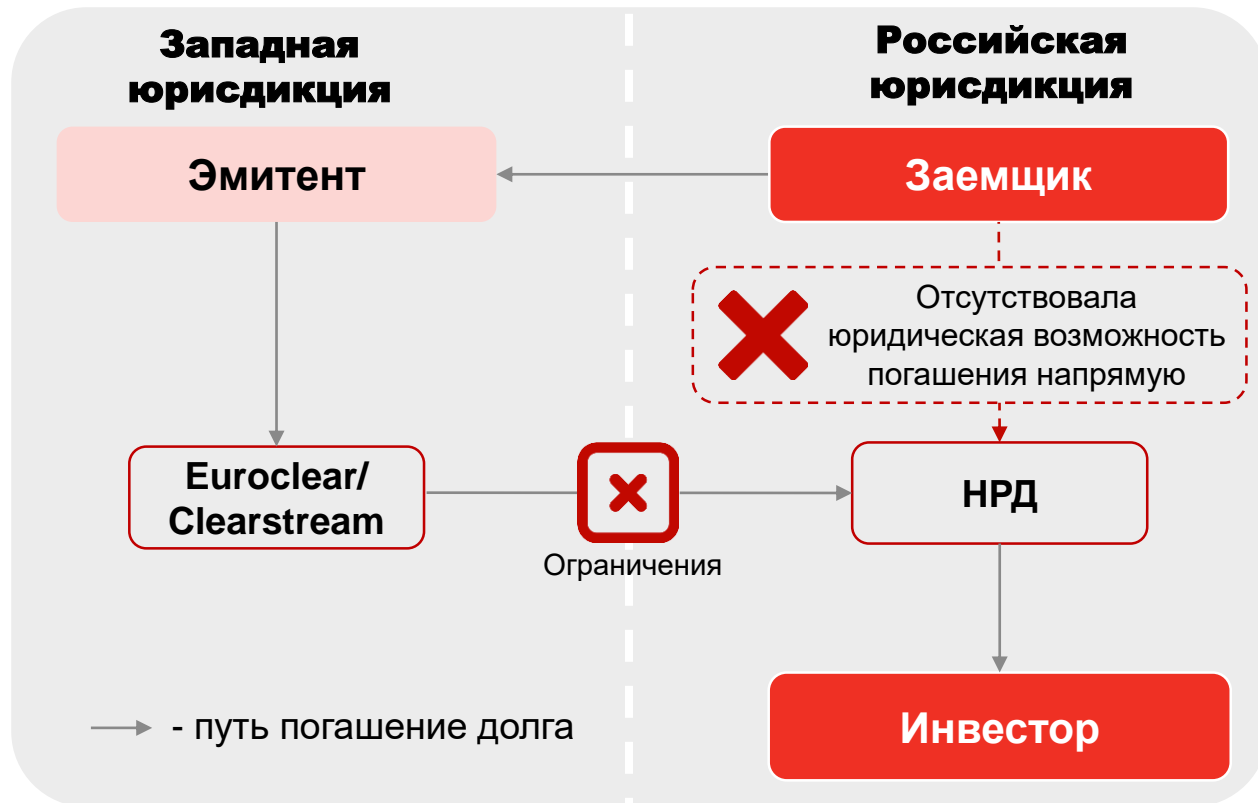 Западная
юрисдикция
Российская
юрисдикция
Эмитент
Заемщик
Отсутствовала
юридическая возможность
погашения напрямую
Euroclear/
Clearstream
Ограничения
НРД
- путь погашение долга
Инвестор